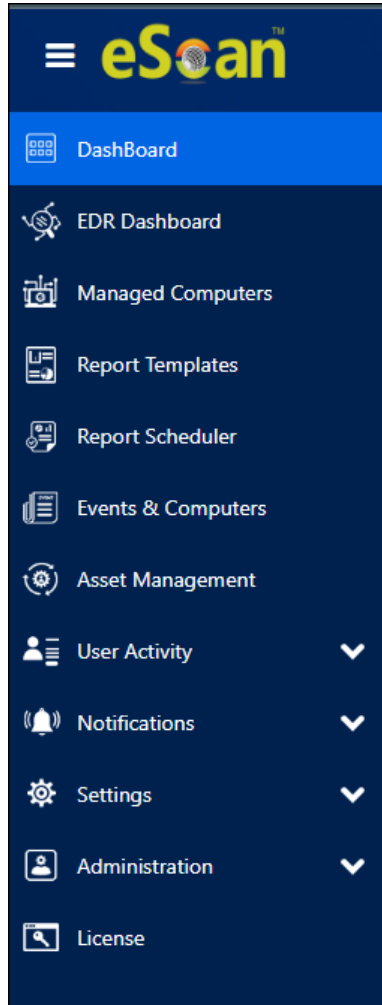 eScan™
DashBoard
EDR Dashboard
Managed Computers
Report Templates
Report Scheduler
Events & Computers
Asset Management
User Activity
Notifications
Settings
Administration
License